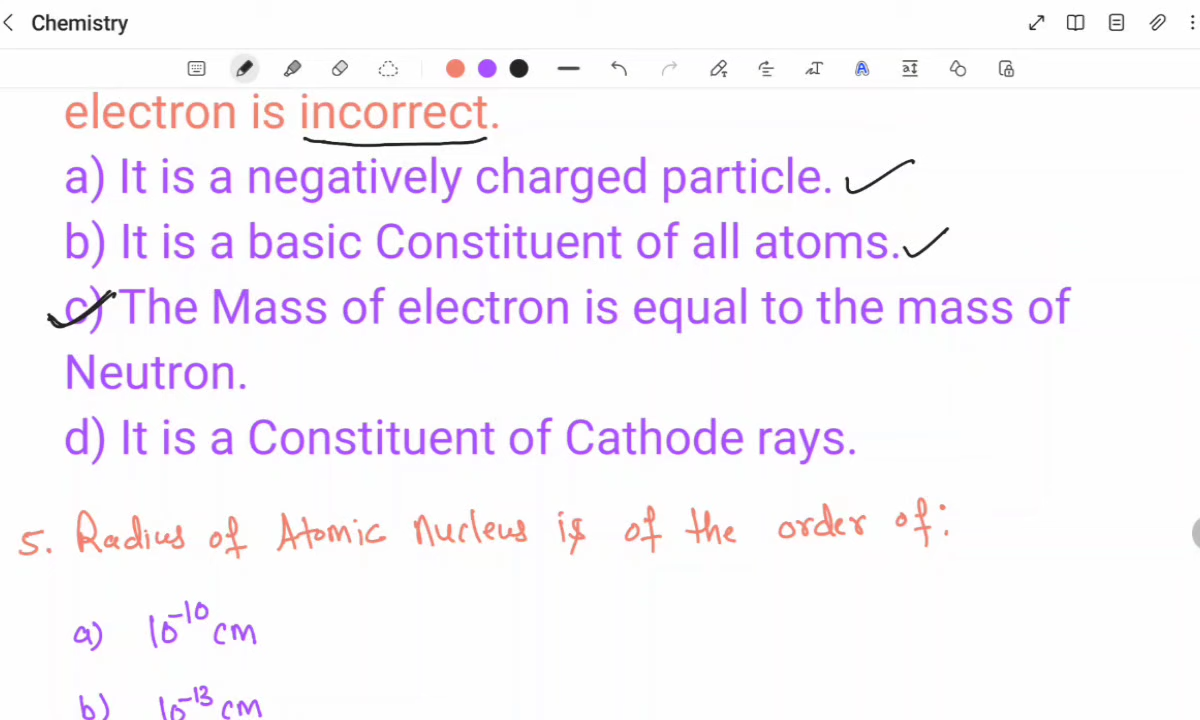 Chemistry
electron is incorrect.
a) It is a negatively charged particle.
b) It is a basic Constituent of all atoms.
c) The Mass of electron is equal to the mass of
Neutron.
d) It is a Constituent of Cathode rays.
5. Radius of Atomic Nucleus is of the order of:
a) 10⁻¹⁰ cm
b) 10⁻¹³ cm